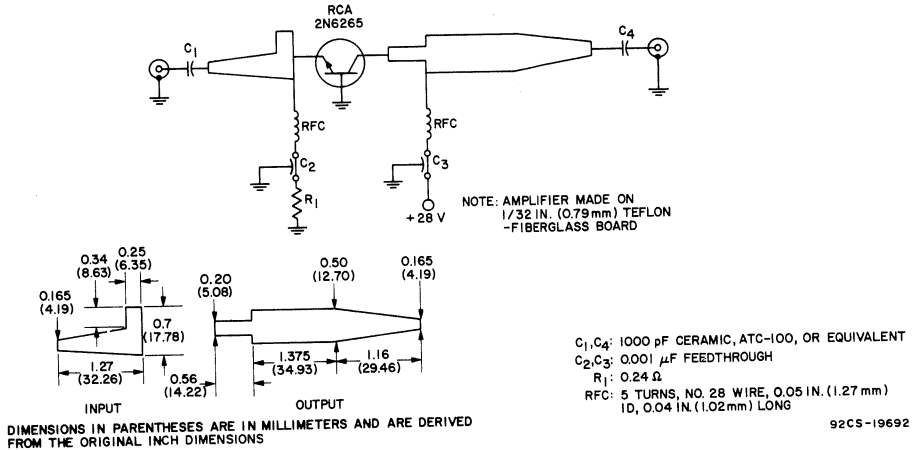 RCA
2N6265
C1
C4
RFC
RFC
C2
C3
R1
+28 V
NOTE: AMPLIFIER MADE ON
1/32 IN. (0.79 mm) TEFLON
-FIBERGLASS BOARD
0.25
(6.35)
0.34
(8.63)
0.165
(4.19)
0.7
(17.78)
1.27
(32.26)
INPUT
0.20
(5.08)
0.50
(12.70)
0.165
(4.19)
1.375
(34.93)
1.16
(29.46)
0.56
(14.22)
OUTPUT
DIMENSIONS IN PARENTHESES ARE IN MILLIMETERS AND ARE DERIVED
FROM THE ORIGINAL INCH DIMENSIONS
C1,C4: 1000 pF CERAMIC, ATC-100, OR EQUIVALENT
C2,C3: 0.001 μF FEEDTHROUGH
R1: 0.24 Ω
RFC: 5 TURNS, NO. 28 WIRE, 0.05 IN. (1.27 mm)
ID, 0.04 IN. (1.02 mm) LONG
92CS-19692